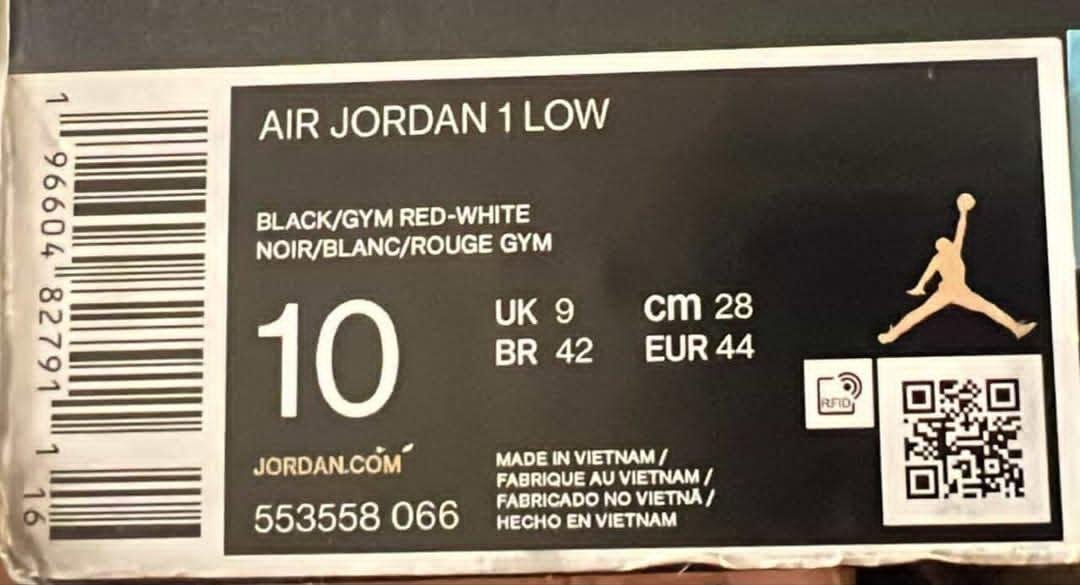 1 96604 82791 1 16
AIR JORDAN 1 LOW
BLACK/GYM RED-WHITE
NOIR/BLANC/ROUGE GYM
10
UK 9 cm 28
BR 42 EUR 44
RFID
JORDAN.COM
553558 066
MADE IN VIETNAM /
FABRIQUE AU VIETNAM /
FABRICADO NO VIETNÃ /
HECHO EN VIETNAM